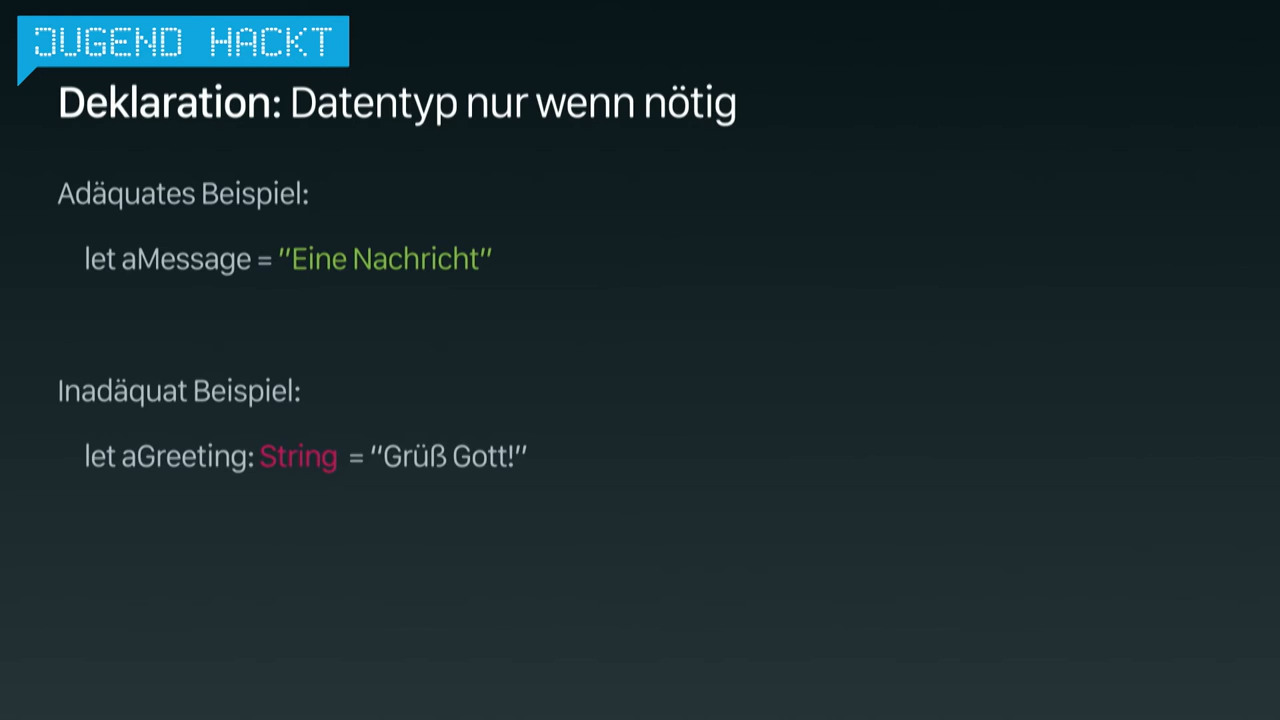 JUGEND HACKT
Deklaration: Datentyp nur wenn nötig
Adäquates Beispiel:
let aMessage = "Eine Nachricht"
Inadäquat Beispiel:
let aGreeting: String = "Grüß Gott!"